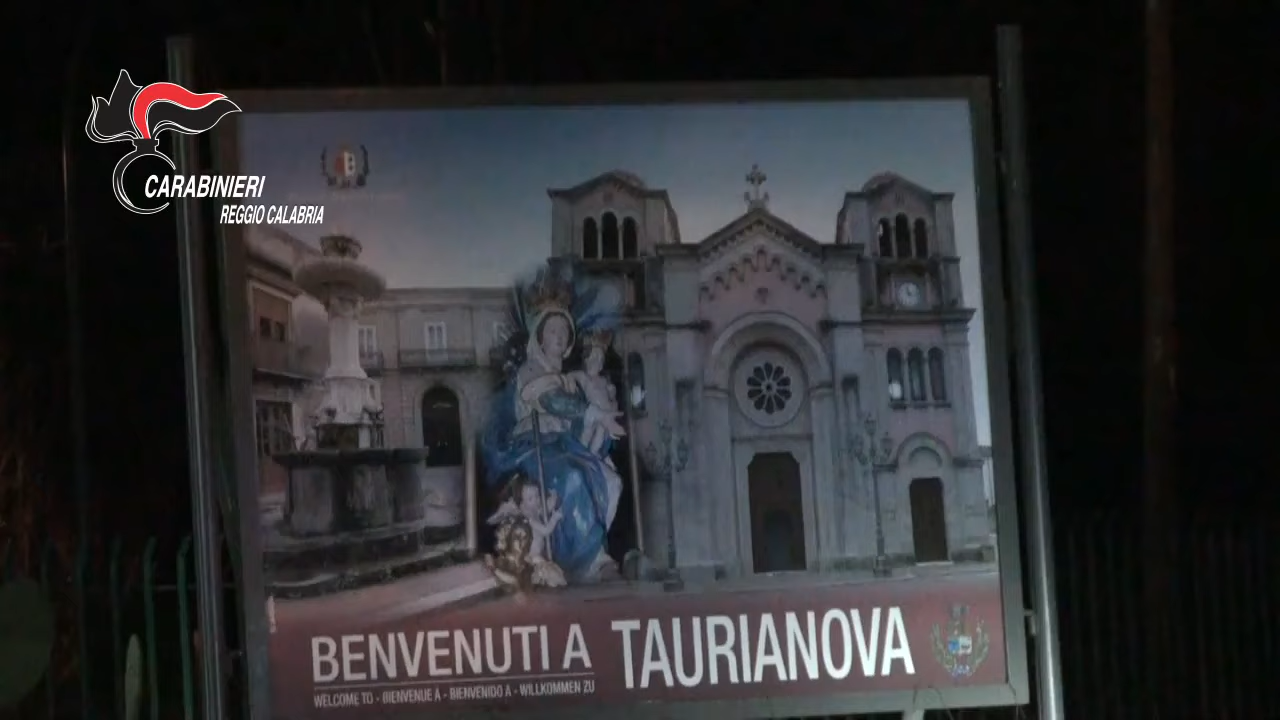 CARABINIERI
REGGIO CALABRIA
BENVENUTI A TAURIANOVA
WELCOME TO - BIENVENUE A - BIENVENIDO A - WILLKOMMEN ZU